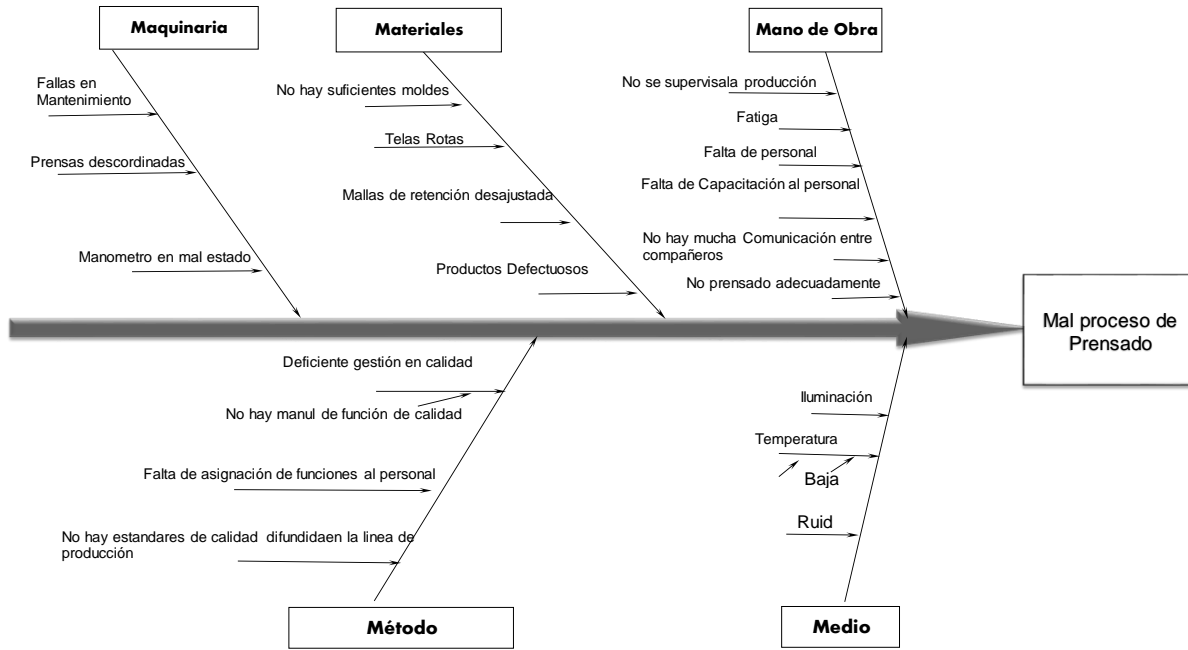 Maquinaria
Materiales
Mano de Obra
Fallas en
Mantenimiento
Prensas descordinadas
Manometro en mal estado
No hay suficientes moldes
Telas Rotas
Mallas de retención desajustada
Productos Defectuosos
No se supervisala producción
Fatiga
Falta de personal
Falta de Capacitación al personal
No hay mucha Comunicación entre
compañeros
No prensado adecuadamente
Mal proceso de
Prensado
Deficiente gestión en calidad
No hay manul de función de calidad
Falta de asignación de funciones al personal
No hay estandares de calidad difundidaen la linea de
producción
Iluminación
Temperatura
Baja
Ruid
Método
Medio